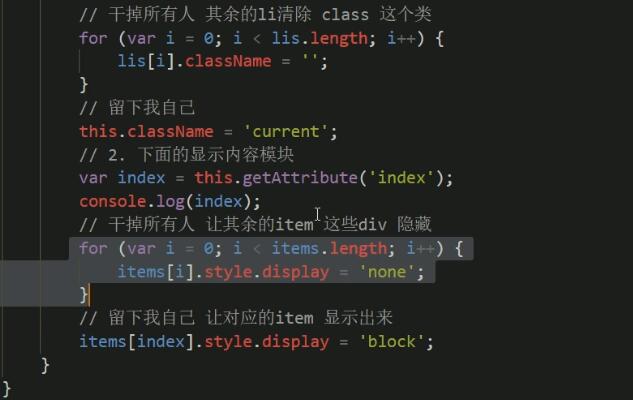 // 干掉所有人 其余的li清除 class 这个类
for (var i = 0; i < lis.length; i++) {
lis[i].className = '';
}
// 留下我自己
this.className = 'current';
// 2. 下面的显示内容模块
var index = this.getAttribute('index');
console.log(index);
// 干掉所有人 让其余的item 这些div 隐藏
for (var i = 0; i < items.length; i++) {
items[i].style.display = 'none';
}
// 留下我自己 让对应的item 显示出来
items[index].style.display = 'block';
}
}